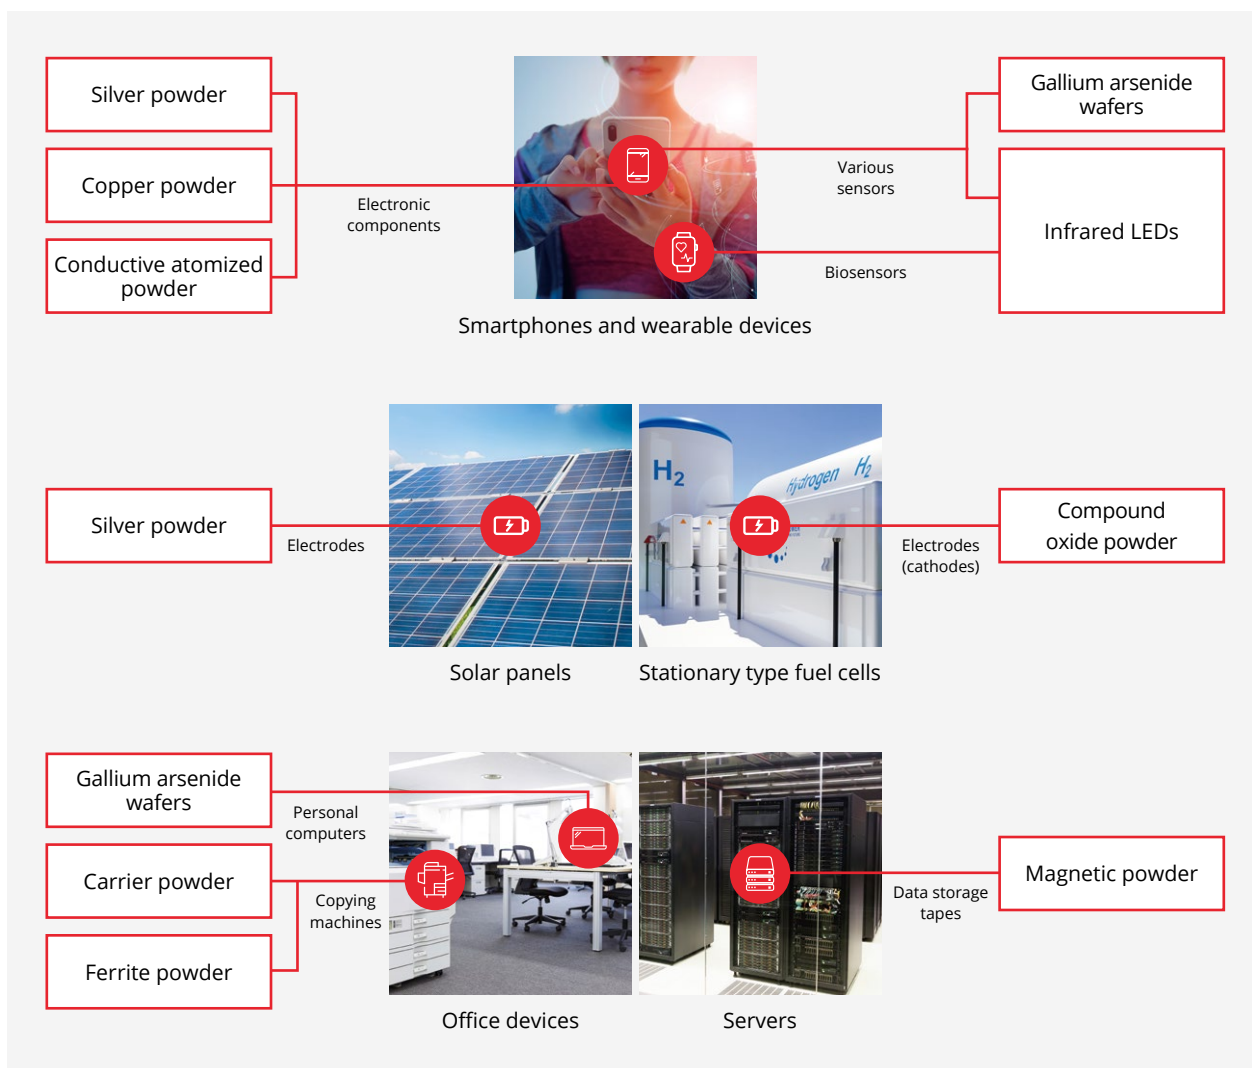 Silver powder
Copper powder
Conductive atomized
powder
Electronic
components
Various
sensors
Biosensors
Gallium arsenide
wafers
Infrared LEDs
Smartphones and wearable devices
Silver powder
Electrodes
H2
Hydrogen H2
Electrodes
(cathodes)
Compound
oxide powder
Solar panels
Stationary type fuel cells
Gallium arsenide
wafers
Personal
computers
Carrier powder
Copying
machines
Ferrite powder
Data storage
tapes
Magnetic powder
Office devices
Servers